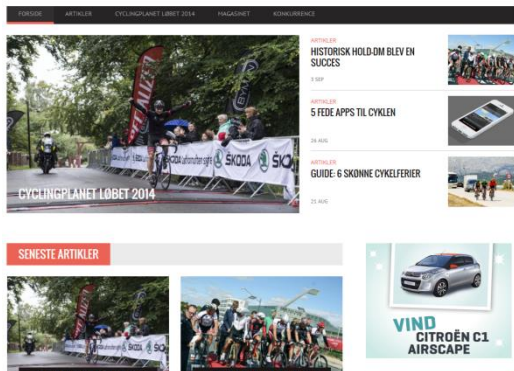 FORSIDE
ARTIKLER
CYCLINGPLANET LØBET 2014
MAGASINET
KONKURRENCE
CYCLINGPLANET LØBET 2014
ŠKODA
ŠKODA
ARTIKLER
HISTORISK HOLD-DM BLEV EN
SUCCES
3 SEP
ARTIKLER
5 FEDE APPS TIL CYKLEN
ARTIKLER
GUIDE: 6 SKØNNE CYKELFERIER
21 AUG
SENESTE ARTIKLER
VIND
CITROËN C1
AIRSCAPE